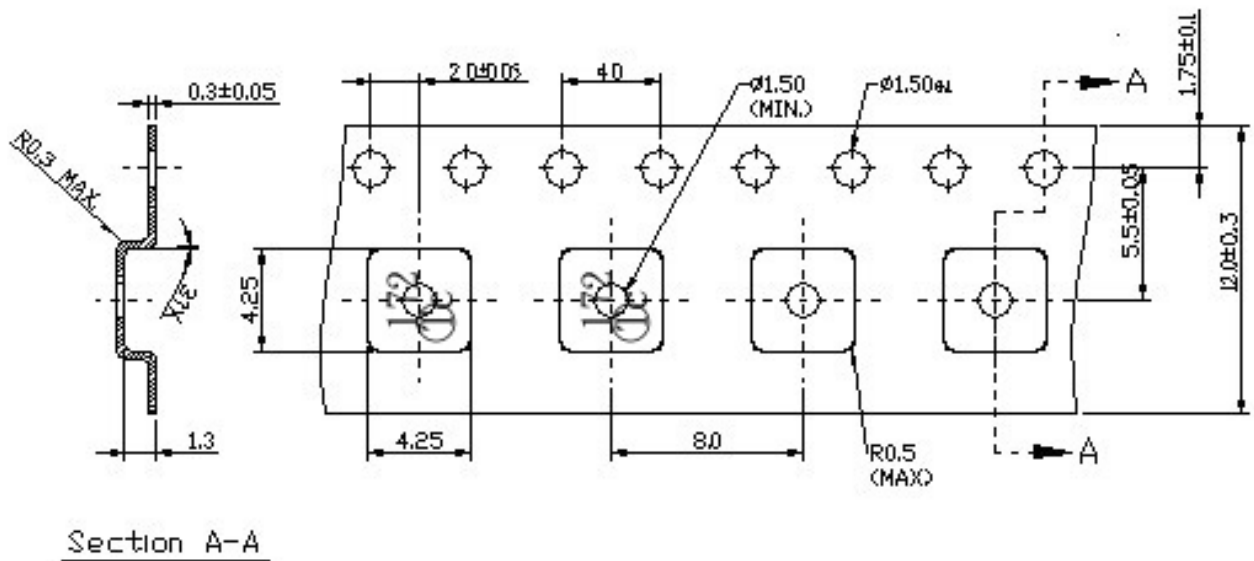 2.0±0.05
4.0
Ø1.50
(MIN.)
Ø1.50
A
1.75±0.1
0.3±0.05
R0.3 MAX.
5.5±0.05
12.0±0.3
4.25
172
172
1.3
4.25
8.0
R0.5
(MAX)
A
Section A-A